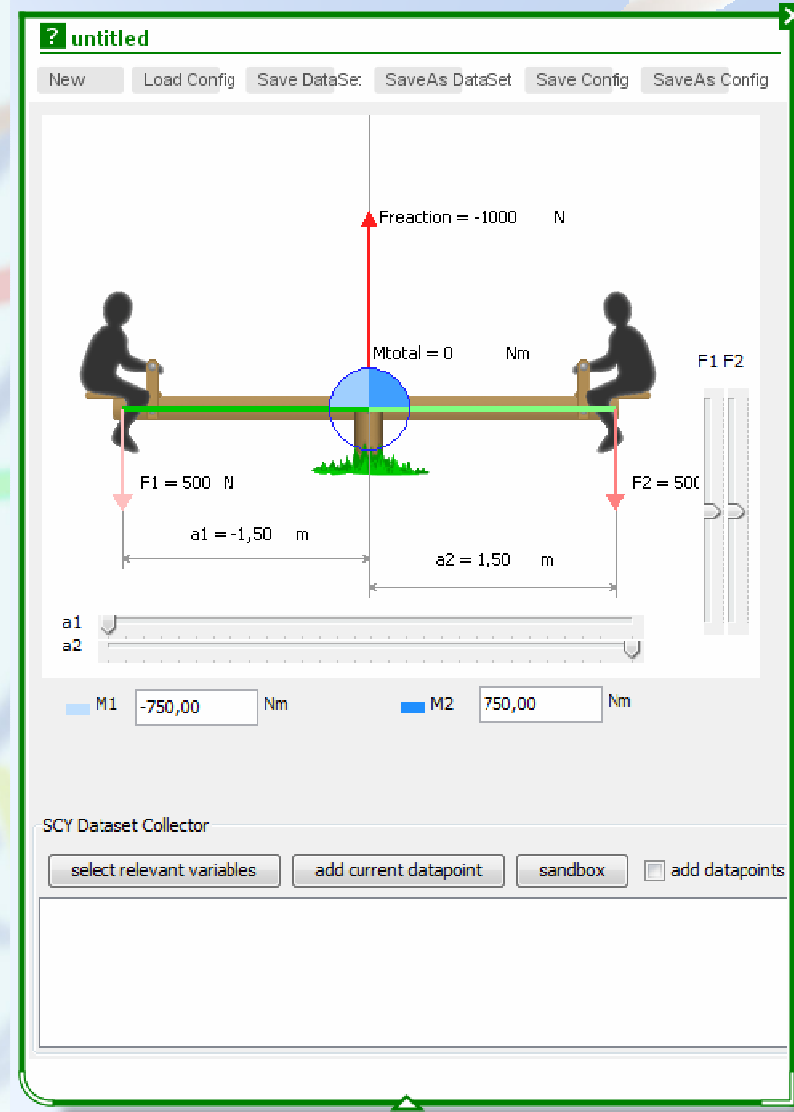 ? untitled
New Load Config Save DataSet SaveAs DataSet Save Config SaveAs Config
Freaction = -1000 N
Mtotal = 0 Nm
F1 F2
F1 = 500 N
F2 = 500
a1 = -1,50 m
a2 = 1,50 m
a1
a2
M1 -750,00 Nm M2 750,00 Nm
SCY Dataset Collector
select relevant variables add current datapoint sandbox add datapoints